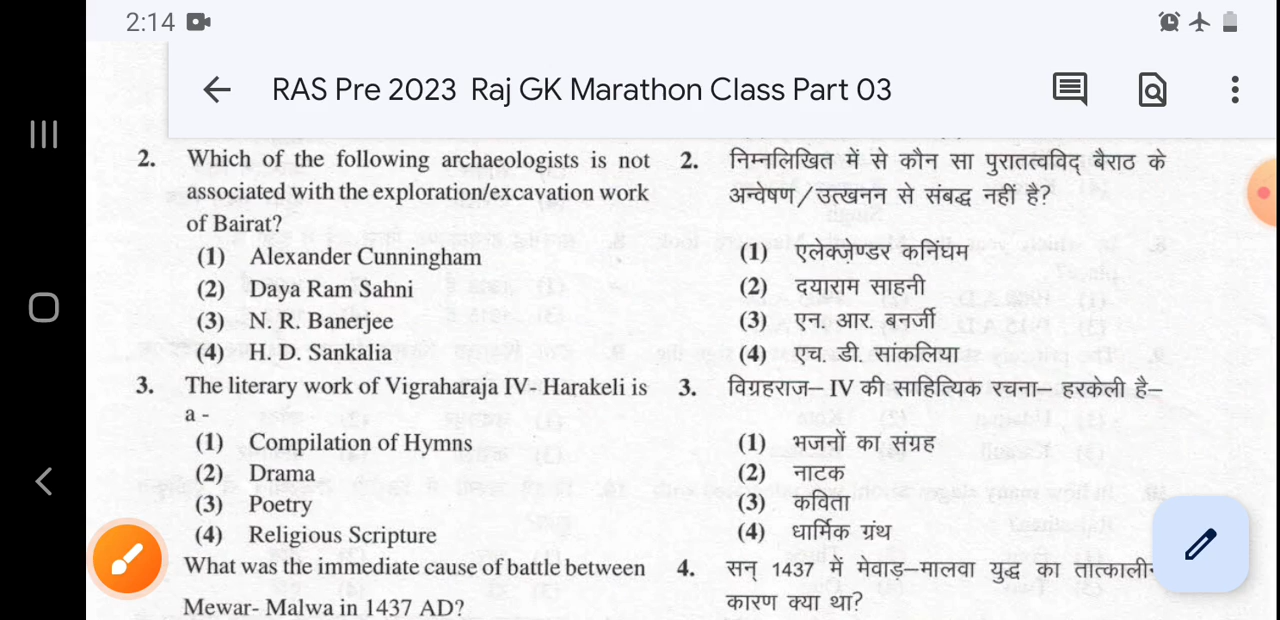 2:14
RAS Pre 2023 Raj GK Marathon Class Part 03
2. Which of the following archaeologists is not
associated with the exploration/excavation work
of Bairat?
(1) Alexander Cunningham
(2) Daya Ram Sahni
(3) N. R. Banerjee
(4) H. D. Sankalia
3. The literary work of Vigraharaja IV- Harakeli is
a -
(1) Compilation of Hymns
(2) Drama
(3) Poetry
(4) Religious Scripture
What was the immediate cause of battle between
Mewar- Malwa in 1437 AD?
2. निम्नलिखित में से कौन सा पुरातत्वविद् बैराठ के
अन्वेषण/उत्खनन से संबद्ध नहीं है?
(1) एलेक्ज़ेण्डर कनिंघम
(2) दयाराम साहनी
(3) एन. आर. बनर्जी
(4) एच. डी. सांकलिया
3. विग्रहराज– IV की साहित्यिक रचना– हरकेली है–
(1) भजनों का संग्रह
(2) नाटक
(3) कविता
(4) धार्मिक ग्रंथ
4. सन् 1437 में मेवाड़–मालवा युद्ध का तात्कालीन
कारण क्या था?